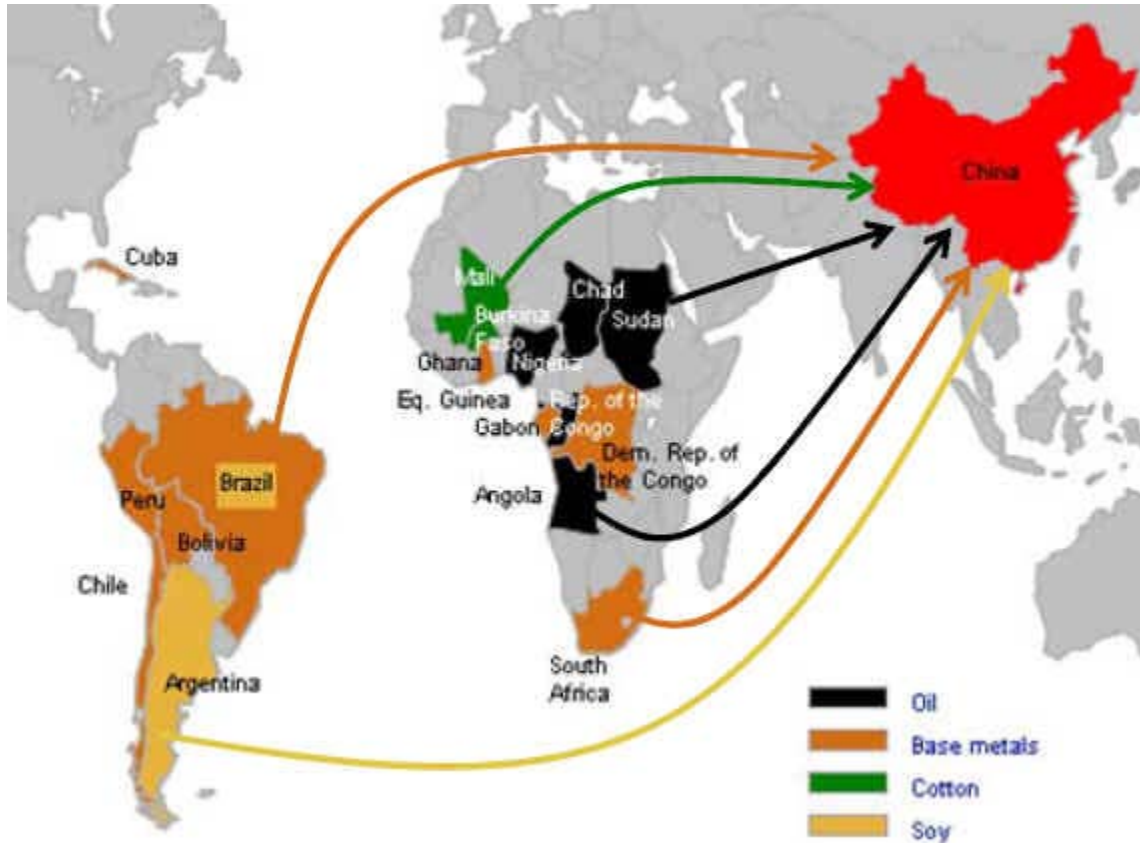 China
Cuba
Mali
Chad
Burkina
Faso
Sudan
Ghana
Nigeria
Eq. Guinea
Rep. of the
Congo
Gabon
Dem. Rep. of
the Congo
Angola
Brazil
Peru
Bolivia
Chile
Argentina
South
Africa
Oil
Base metals
Cotton
Soy